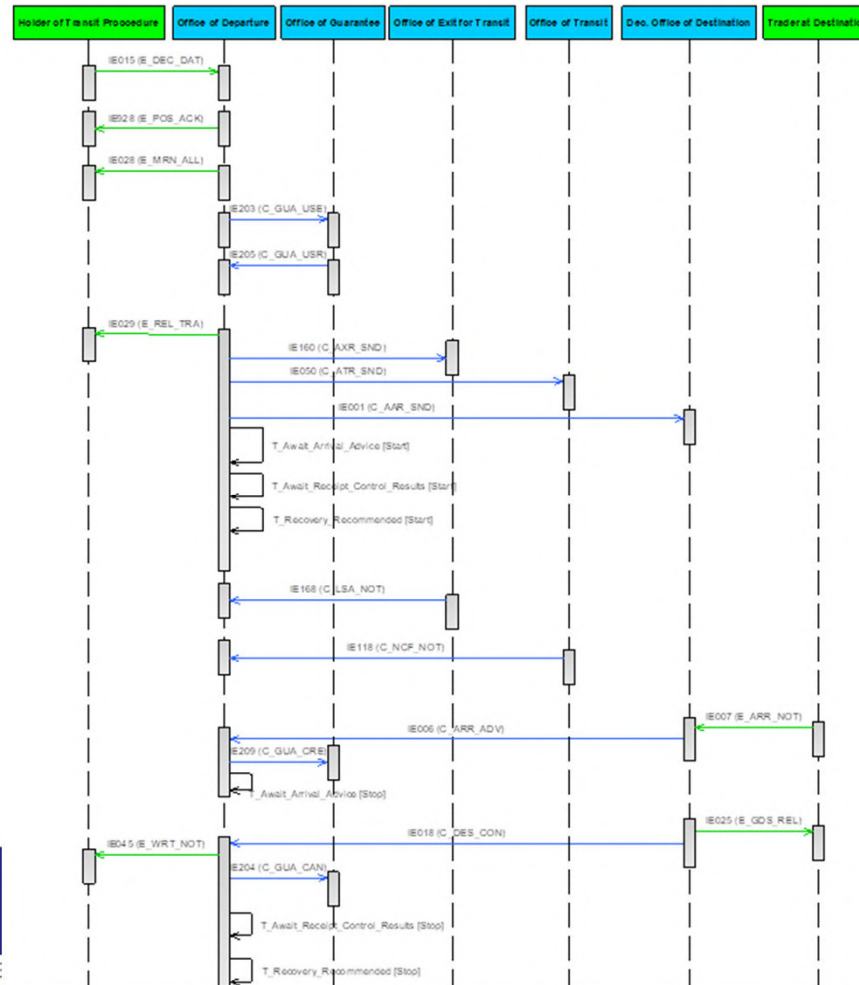 Holder of Transit Propcedure
Office of Departure
Office of Guarantee
Office of Exit for Transit
Office of Transit
Dec. Office of Destination
Trader at Destinatio
IE015 (E_DEC_DAT)
IE928 (E_POS_ACK)
IE028 (E_MRN_ALL)
IE203 (C_GUA_USE)
IE205 (C_GUA_USR)
IE029 (E_REL_TRA)
IE160 (C_AXR_SND)
IE050 (C_ATR_SND)
IE001 (C_AAR_SND)
T_Await_Arrival_Advice [Start]
T_Await_Receipt_Control_Results [Start]
T_Recovery_Recommended [Start]
IE168 (C_LSA_NOT)
IE118 (C_NCF_NOT)
IE007 (E_ARR_NOT)
IE006 (C_ARR_ADV)
IE209 (C_GUA_CRE)
T_Await_Arrival_Advice [Stop]
IE025 (E_GDS_REL)
IE018 (C_DES_CON)
IE045 (E_WRT_NOT)
IE204 (C_GUA_CAN)
T_Await_Receipt_Control_Results [Stop]
T_Recovery_Recommended [Stop]